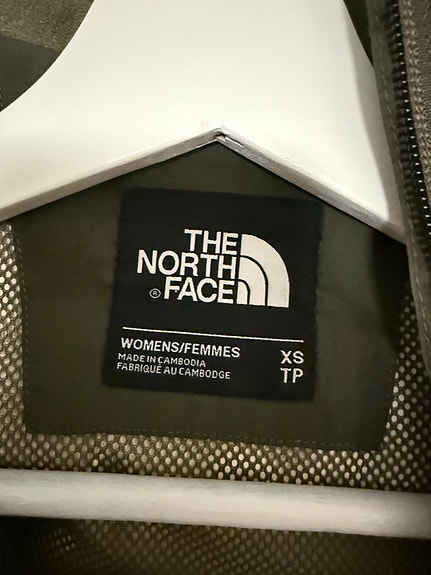 THE
NORTH
® FACE
WOMENS/FEMMES XS
MADE IN CAMBODIA TP
FABRIQUÉ AU CAMBODGE